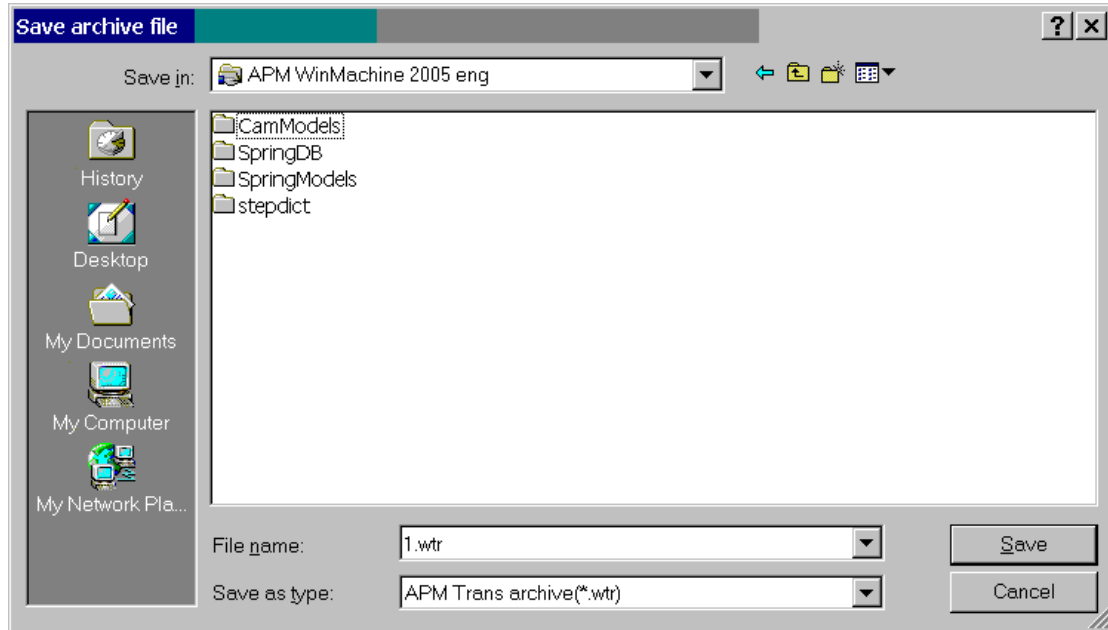 Save archive file
?
Save in: APM WinMachine 2005 eng
CamModels
SpringDB
SpringModels
stepdict
History
Desktop
My Documents
My Computer
My Network Pla...
File name: 1.wtr
Save
Save as type: APM Trans archive(*.wtr)
Cancel